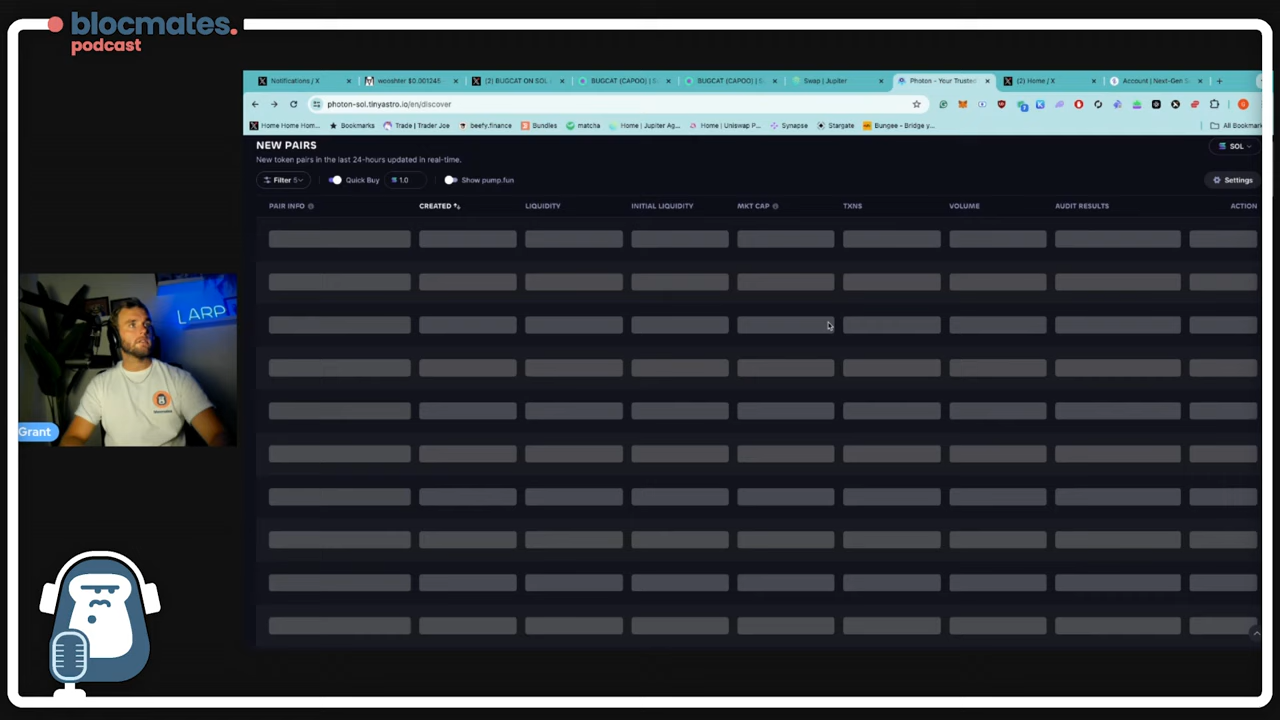 blocmates.
podcast
Notifications / X
wooshter $0.001245
(2) BUGCAT ON SOL
BUGCAT (CAPOO) | S
BUGCAT (CAPOO) | S
Swap | Jupiter
Photon - Your Trusted
(2) Home / X
Account | Next-Gen S
photon-sol.tinyastro.io/en/discover
Home Home Hom...
Bookmarks
Trade | Trader Joe
beefy.finance
Bundles
matcha
Home | Jupiter Ag...
Home | Uniswap P...
Synapse
Stargate
Bungee - Bridge y...
All Bookmar
NEW PAIRS
SOL
New token pairs in the last 24-hours updated in real-time.
Filter 5
Quick Buy
1.0
Show pump.fun
Settings
PAIR INFO
CREATED
LIQUIDITY
INITIAL LIQUIDITY
MKT CAP
TXNS
VOLUME
AUDIT RESULTS
ACTION
LARP
Grant